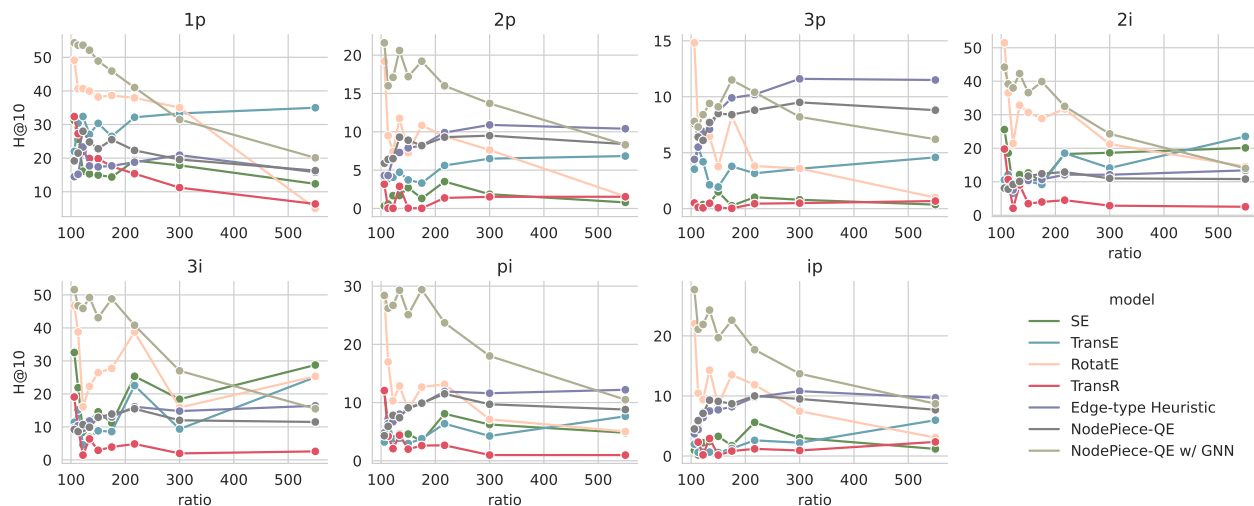 1p
2p
3p
2i
H@10
50
40
30
20
10
100 200 300 400 500
20
15
10
5
0
100 200 300 400 500
15
10
5
0
100 200 300 400 500
50
40
30
20
10
0
100 200 300 400 500
ratio
3i
pi
ip
H@10
50
40
30
20
10
0
100 200 300 400 500
ratio
30
20
10
0
100 200 300 400 500
ratio
20
10
0
100 200 300 400 500
ratio
model
SE
TransE
RotatE
TransR
Edge-type Heuristic
NodePiece-QE
NodePiece-QE w/ GNN